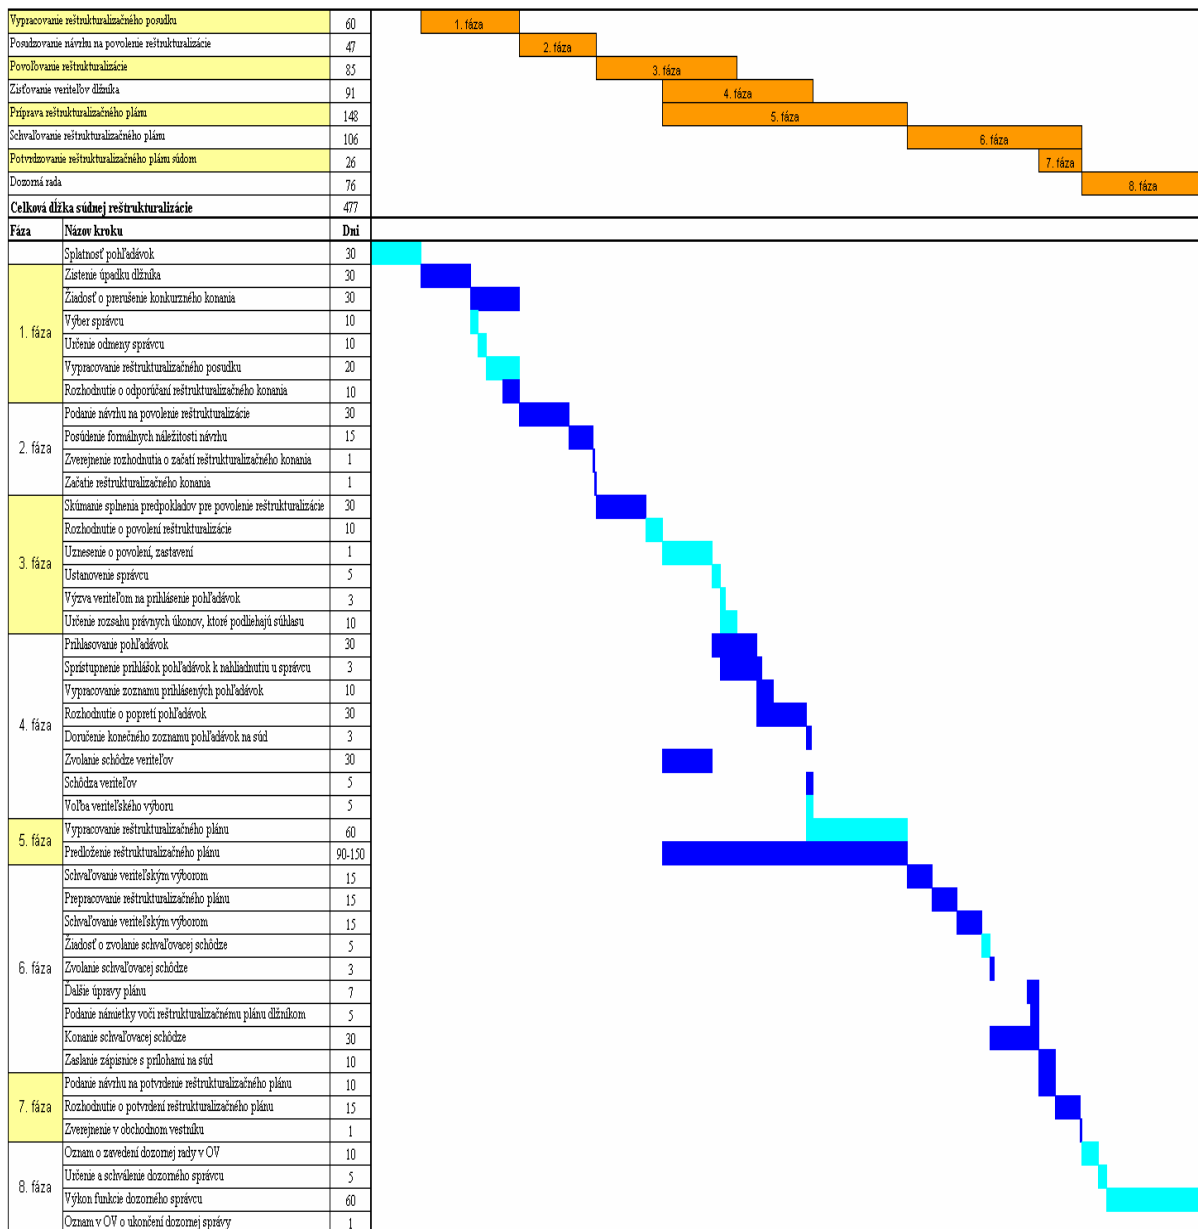 Vypracovanie reštrukturalizačného posudku 60 1. fáza
Posudzovanie návrhu na povolenie reštrukturalizácie 47 2. fáza
Povoľovanie reštrukturalizácie 85 3. fáza
Zisťovanie veriteľov dlžníka 91 4. fáza
Príprava reštrukturalizačného plánu 148 5. fáza
Schvaľovanie reštrukturalizačného plánu 106 6. fáza
Potvrdzovanie reštrukturalizačného plánu súdom 26 7. fáza
Dozorná rada 76 8. fáza
Celková dĺžka súdnej reštrukturalizácie 477
Fáza Názov kroku Dni
Splatnosť pohľadávok 30
1. fáza
Zistenie úpadku dlžníka 30
Žiadosť o prerušenie konkurzného konania 30
Výber správcu 10
Určenie odmeny správcu 10
Vypracovanie reštrukturalizačného posudku 20
Rozhodnutie o odporúčaní reštrukturalizačného konania 10
2. fáza
Podanie návrhu na povolenie reštrukturalizácie 30
Posúdenie formálnych náležitosti návrhu 15
Zverejnenie rozhodnutia o začatí reštrukturalizačného konania 1
Začatie reštrukturalizačného konania 1
3. fáza
Skúmanie splnenia predpokladov pre povolenie reštrukturalizácie 30
Rozhodnutie o povolení reštrukturalizácie 10
Uznesenie o povolení, zastavení 1
Ustanovenie správcu 5
Výzva veriteľom na prihlásenie pohľadávok 3
Určenie rozsahu právnych úkonov, ktoré podliehajú súhlasu 10
4. fáza
Prihlasovanie pohľadávok 30
Sprístupnenie prihlášok pohľadávok k nahliadnutiu u správcu 3
Vypracovanie zoznamu prihlásených pohľadávok 10
Rozhodnutie o popretí pohľadávok 30
Doručenie konečného zoznamu pohľadávok na súd 3
Zvolanie schôdze veriteľov 30
Schôdza veriteľov 5
Voľba veriteľského výboru 5
5. fáza
Vypracovanie reštrukturalizačného plánu 60
Predloženie reštrukturalizačného plánu 90-150
6. fáza
Schvaľovanie veriteľským výborom 15
Prepracovanie reštrukturalizačného plánu 15
Schvaľovanie veriteľským výborom 15
Žiadosť o zvolanie schvaľovacej schôdze 5
Zvolanie schvaľovacej schôdze 3
Ďalšie úpravy plánu 7
Podanie námietky voči reštrukturalizačnému plánu dlžníkom 5
Konanie schvaľovacej schôdze 30
Zaslanie zápisnice s prílohami na súd 10
7. fáza
Podanie návrhu na potvrdenie reštrukturalizačného plánu 10
Rozhodnutie o potvrdení reštrukturalizačného plánu 15
Zverejnenie v obchodnom vestníku 1
8. fáza
Oznam o zavedení dozornej rady v OV 10
Určenie a schválenie dozorného správcu 5
Výkon funkcie dozorného správcu 60
Oznam v OV o ukončení dozornej správy 1